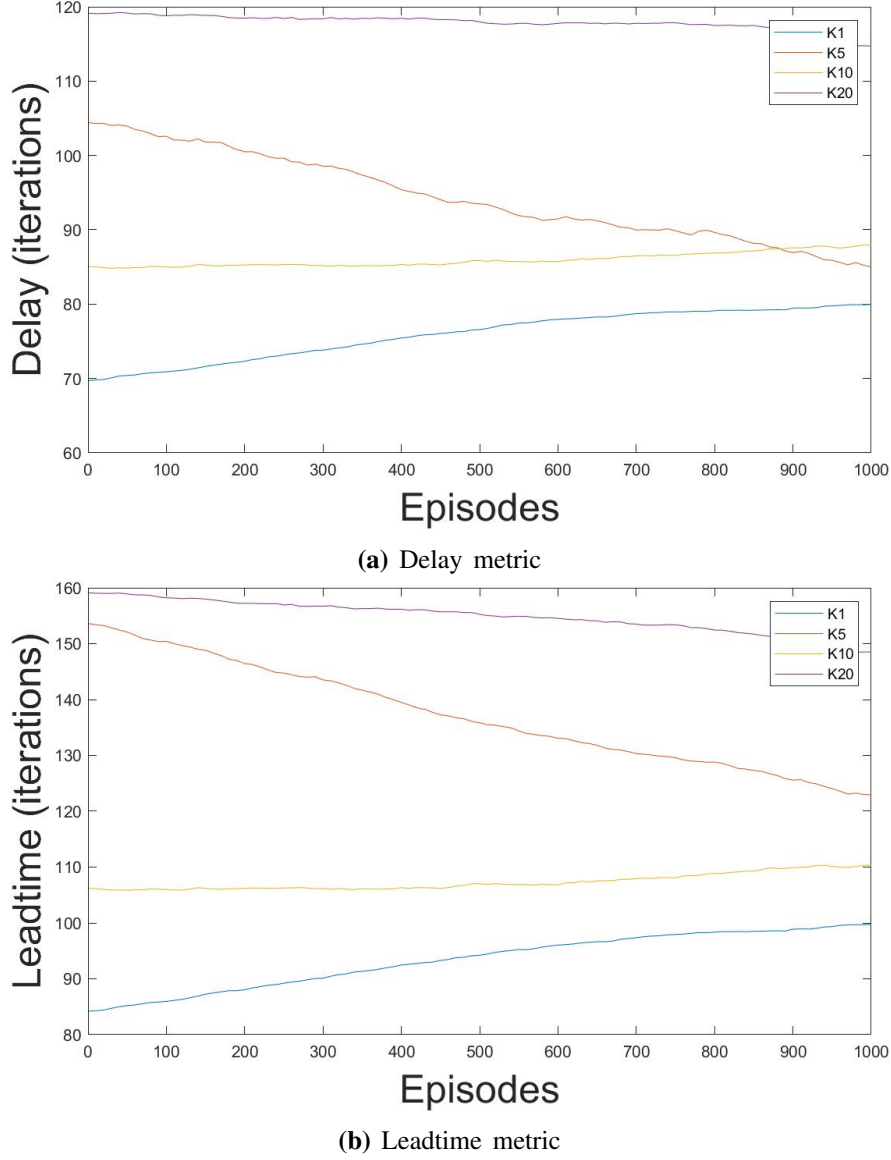 120
110
100
90
80
70
60
Delay (iterations)
K1
K5
K10
K20
0 100 200 300 400 500 600 700 800 900 1000
Episodes
(a) Delay metric
160
150
140
130
120
110
100
90
80
Leadtime (iterations)
K1
K5
K10
K20
0 100 200 300 400 500 600 700 800 900 1000
Episodes
(b) Leadtime metric